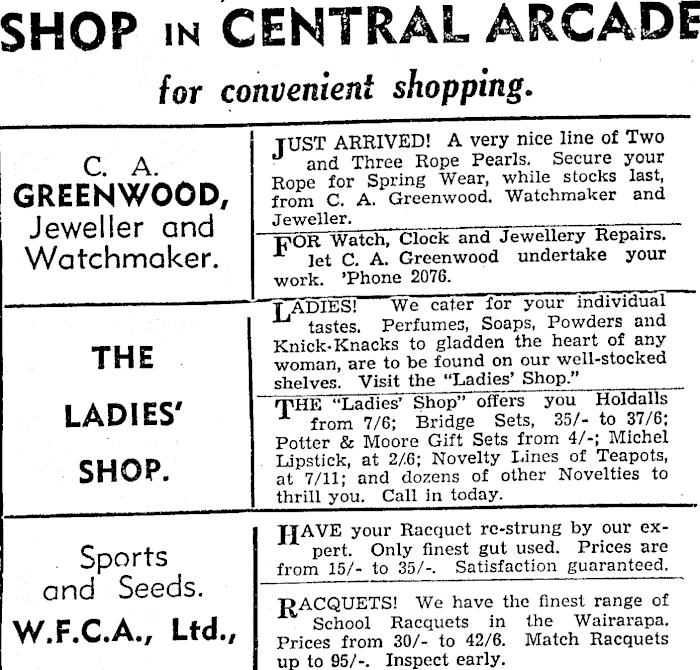 SHOP IN CENTRAL ARCADE
for convenient shopping.
C. A.
GREENWOOD,
Jeweller and
Watchmaker.
JUST ARRIVED! A very nice line of Two
and Three Rope Pearls. Secure your
Rope for Spring Wear, while stocks last,
from C. A. Greenwood. Watchmaker and
Jeweller.
FOR Watch, Clock and Jewellery Repairs.
let C. A. Greenwood undertake your
work. 'Phone 2076.
THE
LADIES'
SHOP.
LADIES! We cater for your individual
tastes. Perfumes, Soaps, Powders and
Knick-Knacks to gladden the heart of any
woman, are to be found on our well-stocked
shelves. Visit the "Ladies' Shop."
THE "Ladies' Shop" offers you Holdalls
from 7/6; Bridge Sets, 35/- to 37/6;
Potter & Moore Gift Sets from 4/-; Michel
Lipstick, at 2/6; Novelty Lines of Teapots,
at 7/11; and dozens of other Novelties to
thrill you. Call in today.
Sports
and Seeds.
W.F.C.A., Ltd.,
HAVE your Racquet re-strung by our ex-
pert. Only finest gut used. Prices are
from 15/- to 35/-. Satisfaction guaranteed.
RACQUETS! We have the finest range of
School Racquets in the Wairarapa.
Prices from 30/- to 42/6. Match Racquets
up to 95/-. Inspect early.